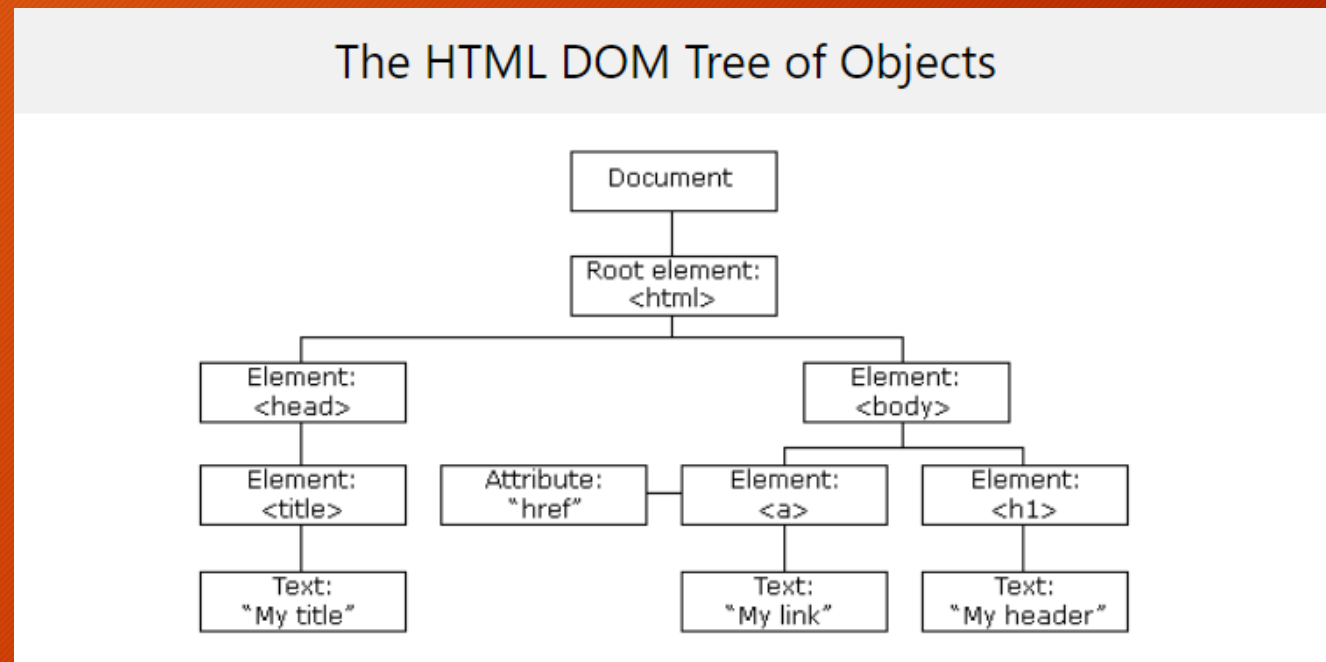 The HTML DOM Tree of Objects
Document
Root element:
<html>
Element:
<head>
Element:
<body>
Element:
<title>
Attribute:
“href”
Element:
<a>
Element:
<h1>
Text:
“My title”
Text:
“My link”
Text:
“My header”